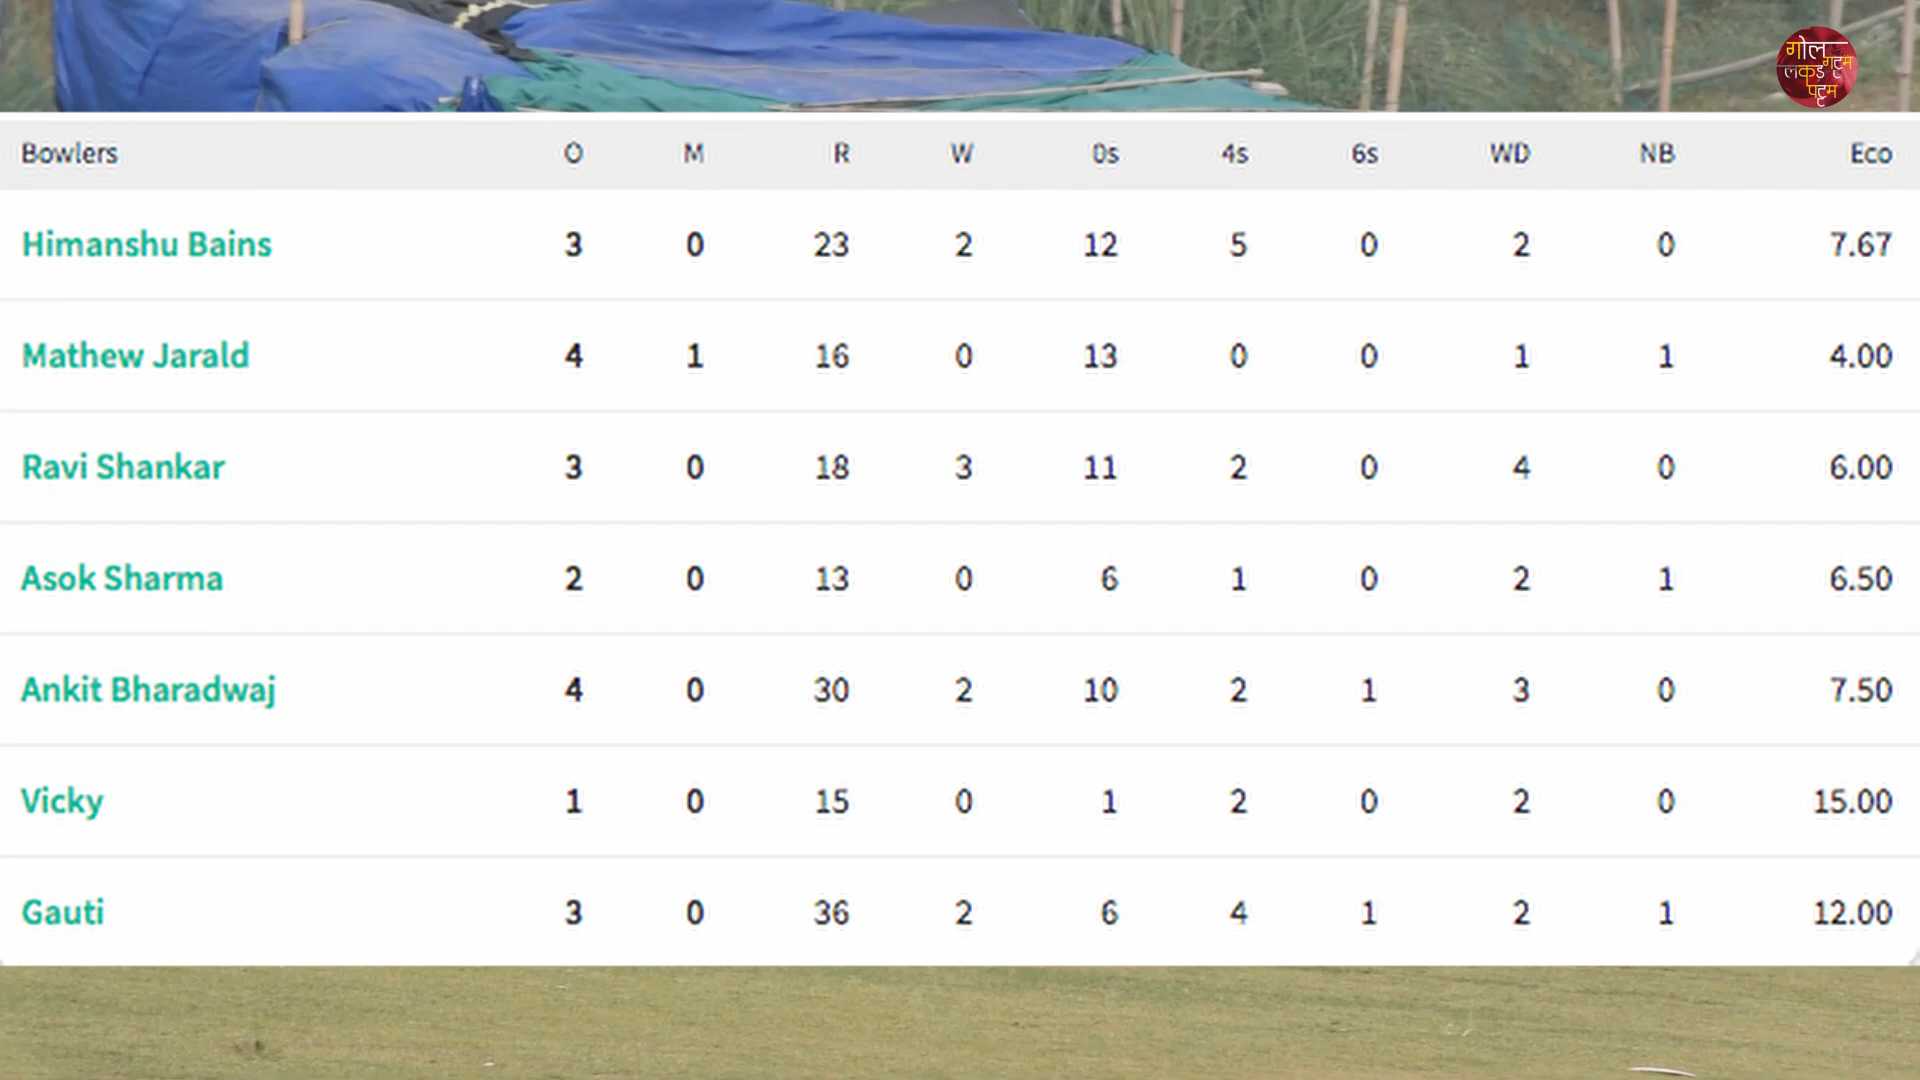 गोल
गटम
लकड़
पटम
Bowlers O M R W 0s 4s 6s WD NB Eco
Himanshu Bains 3 0 23 2 12 5 0 2 0 7.67
Mathew Jarald 4 1 16 0 13 0 0 1 1 4.00
Ravi Shankar 3 0 18 3 11 2 0 4 0 6.00
Asok Sharma 2 0 13 0 6 1 0 2 1 6.50
Ankit Bharadwaj 4 0 30 2 10 2 1 3 0 7.50
Vicky 1 0 15 0 1 2 0 2 0 15.00
Gauti 3 0 36 2 6 4 1 2 1 12.00